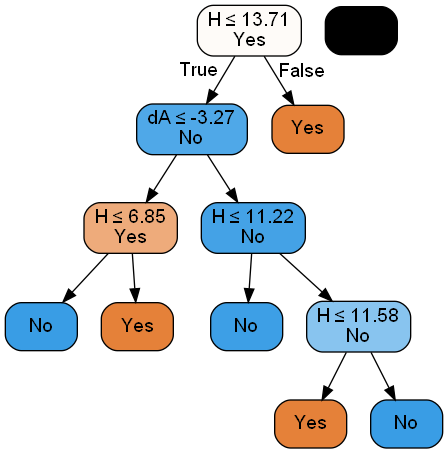 H ≤ 13.71
Yes
True
False
dA ≤ -3.27
No
Yes
H ≤ 6.85
Yes
H ≤ 11.22
No
No
Yes
No
H ≤ 11.58
No
Yes
No